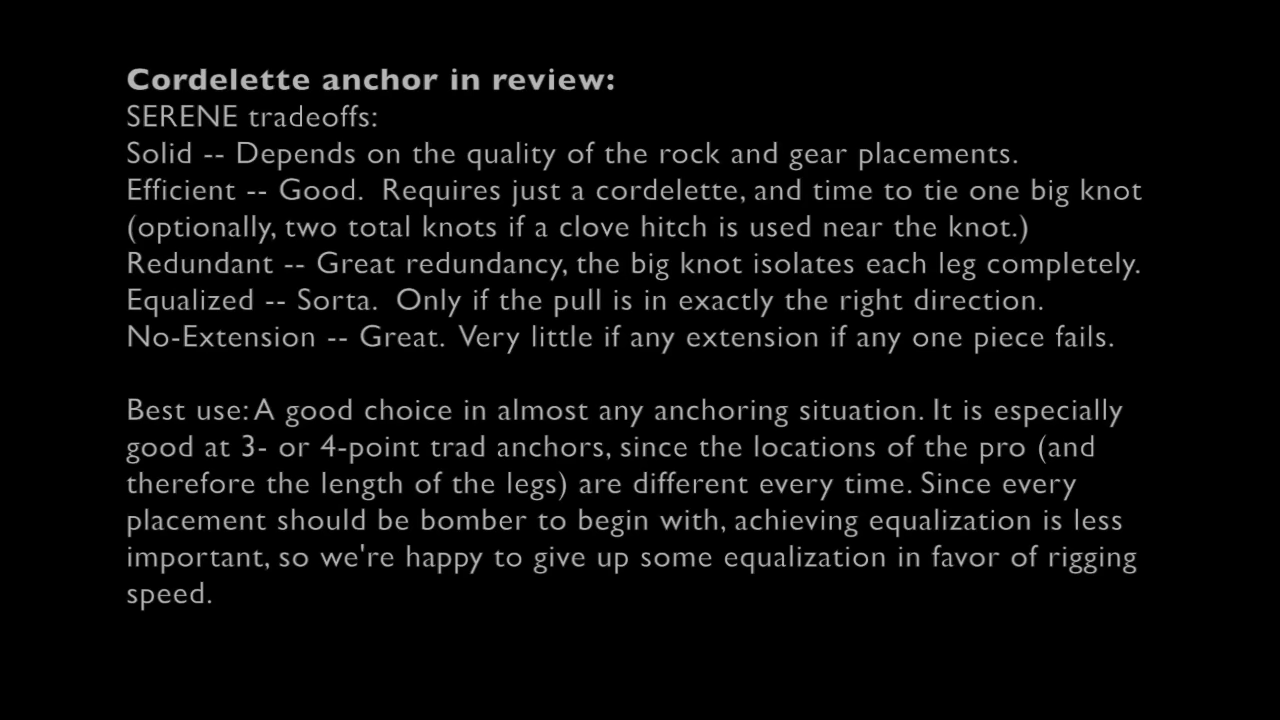 Cordelette anchor in review:
SERENE tradeoffs:
Solid -- Depends on the quality of the rock and gear placements.
Efficient -- Good.  Requires just a cordelette, and time to tie one big knot
(optionally, two total knots if a clove hitch is used near the knot.)
Redundant -- Great redundancy, the big knot isolates each leg completely.
Equalized -- Sorta.  Only if the pull is in exactly the right direction.
No-Extension -- Great.  Very little if any extension if any one piece fails.

Best use: A good choice in almost any anchoring situation. It is especially
good at 3- or 4-point trad anchors, since the locations of the pro (and
therefore the length of the legs) are different every time. Since every
placement should be bomber to begin with, achieving equalization is less
important, so we're happy to give up some equalization in favor of rigging
speed.